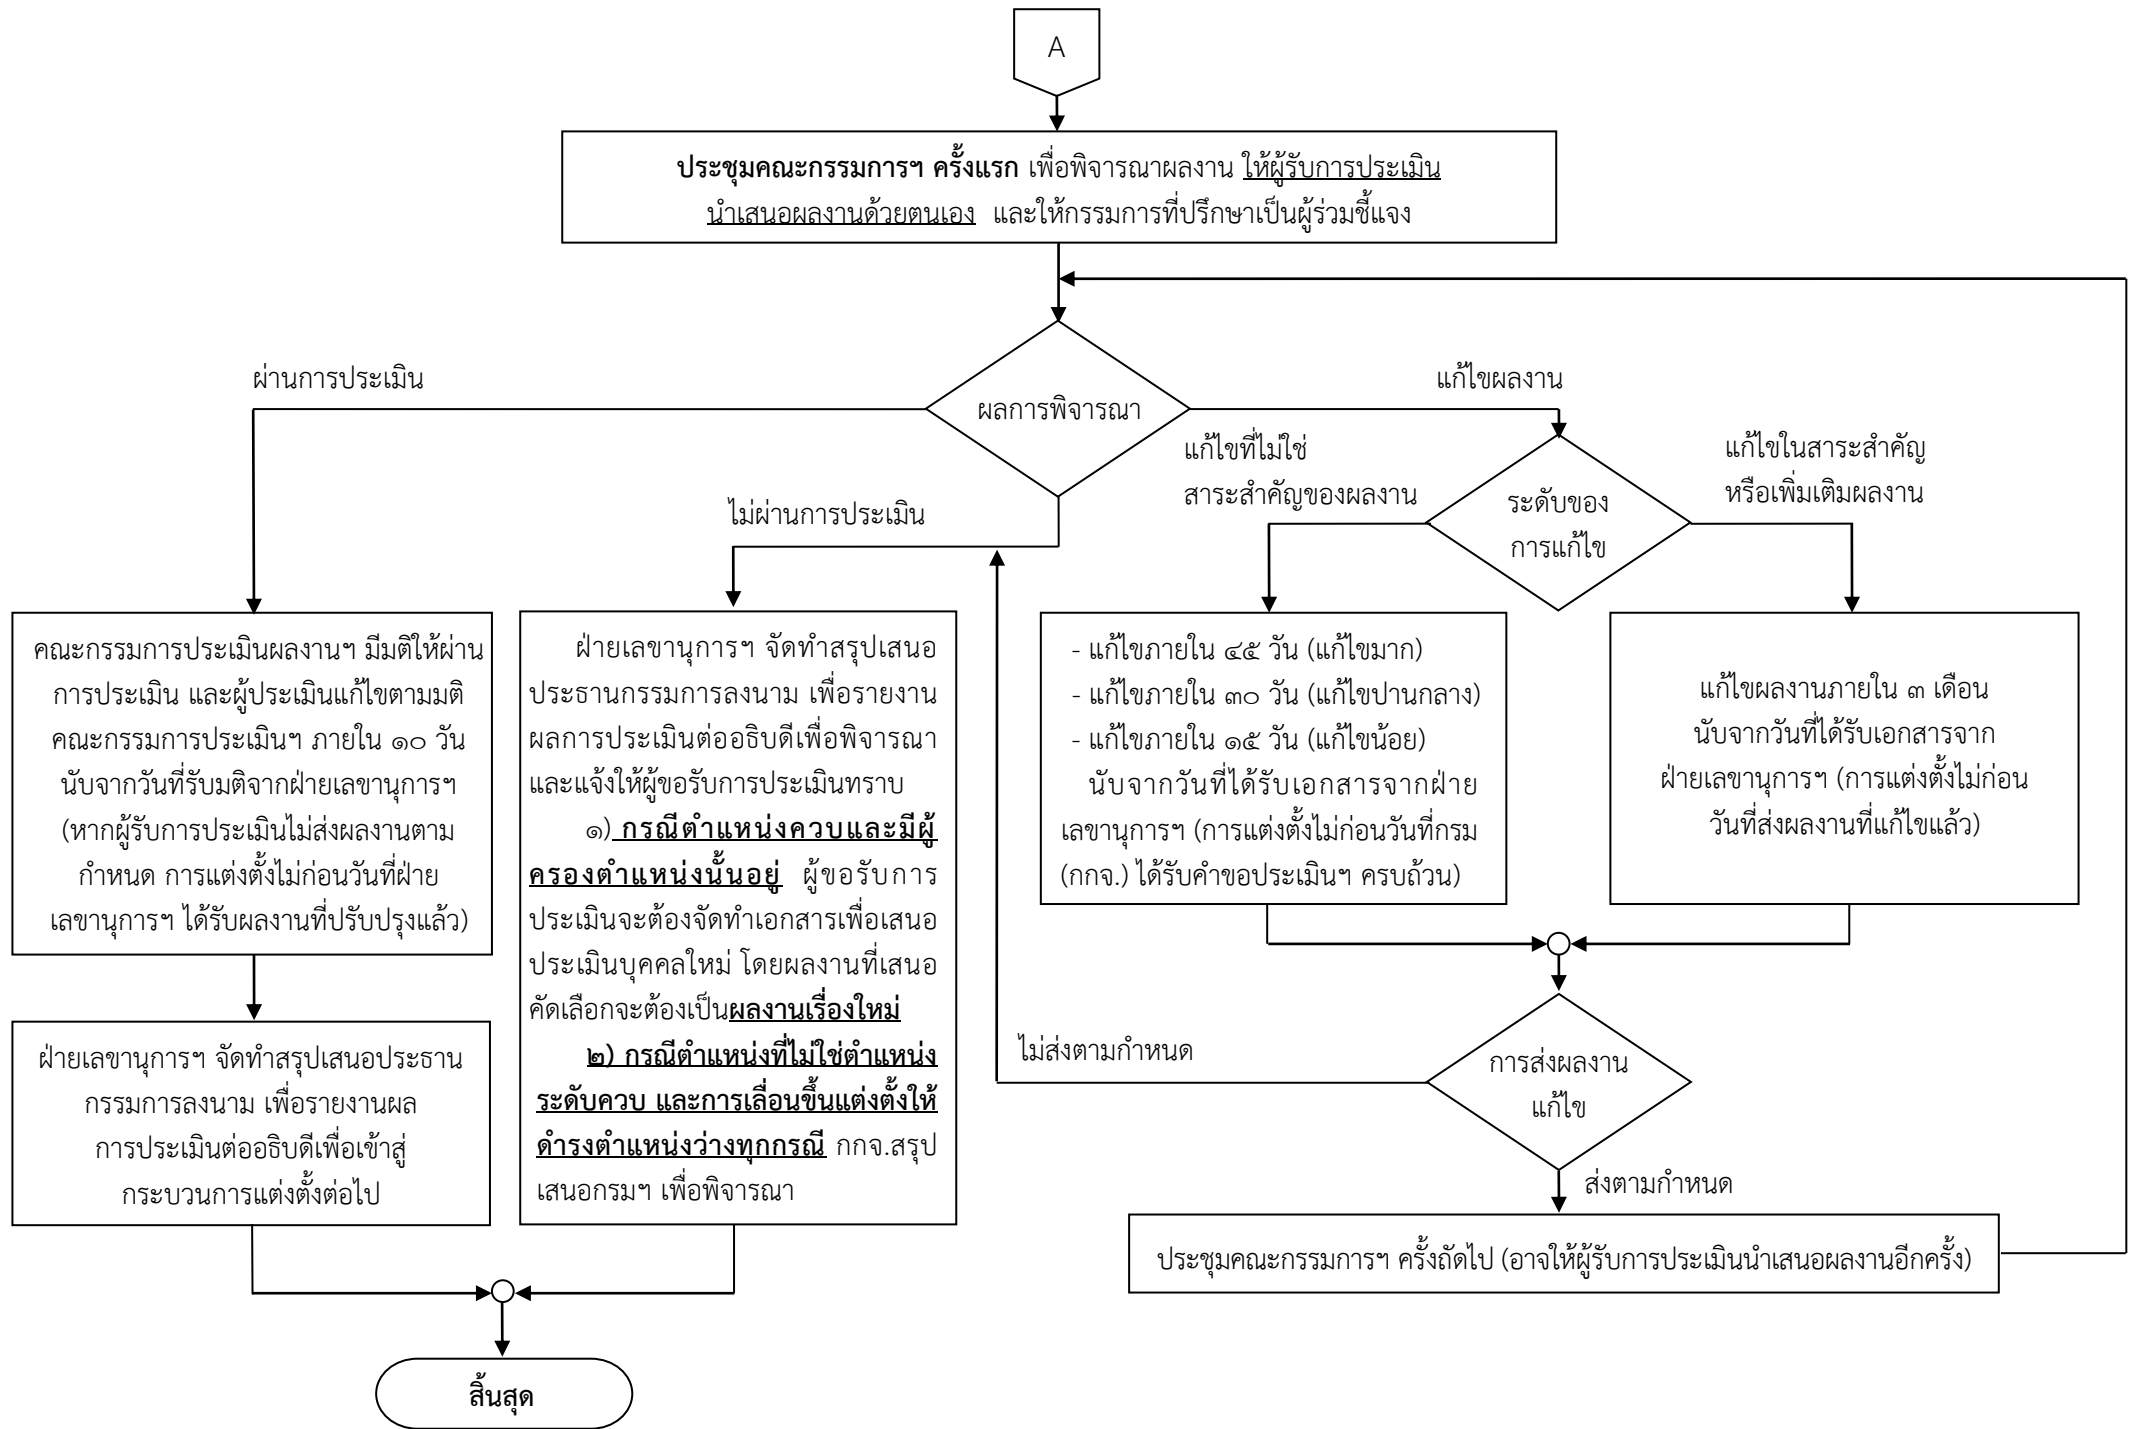 A
ประชุมคณะกรรมการฯ ครั้งแรก เพื่อพิจารณาผลงาน ให้ผู้รับการประเมิน
นำเสนอผลงานด้วยตนเอง และให้กรรมการที่ปรึกษาเป็นผู้ร่วมชี้แจง
ผลการพิจารณา
ผ่านการประเมิน
แก้ไขผลงาน
ไม่ผ่านการประเมิน
แก้ไขที่ไม่ใช่
สาระสำคัญของผลงาน
ระดับของ
การแก้ไข
แก้ไขในสาระสำคัญ
หรือเพิ่มเติมผลงาน
คณะกรรมการประเมินผลงานฯ มีมติให้ผ่าน
การประเมิน และผู้ประเมินแก้ไขตามมติ
คณะกรรมการประเมินฯ ภายใน ๑๐ วัน
นับจากวันที่รับมติจากฝ่ายเลขานุการฯ
(หากผู้รับการประเมินไม่ส่งผลงานตาม
กำหนด การแต่งตั้งไม่ก่อนวันที่ฝ่าย
เลขานุการฯ ได้รับผลงานที่ปรับปรุงแล้ว)
ฝ่ายเลขานุการฯ จัดทำสรุปเสนอประธาน
กรรมการลงนาม เพื่อรายงานผล
การประเมินต่ออธิบดีเพื่อเข้าสู่
กระบวนการแต่งตั้งต่อไป
ฝ่ายเลขานุการฯ จัดทำสรุปเสนอ
ประธานกรรมการลงนาม เพื่อรายงาน
ผลการประเมินต่ออธิบดีเพื่อพิจารณา
และแจ้งให้ผู้ขอรับการประเมินทราบ
๑) กรณีตำแหน่งควบและมีผู้
ครองตำแหน่งนั้นอยู่ ผู้ขอรับการ
ประเมินจะต้องจัดทำเอกสารเพื่อเสนอ
ประเมินบุคคลใหม่ โดยผลงานที่เสนอ
คัดเลือกจะต้องเป็นผลงานเรื่องใหม่
๒) กรณีตำแหน่งที่ไม่ใช่ตำแหน่ง
ระดับควบ และการเลื่อนขึ้นแต่งตั้งให้
ดำรงตำแหน่งว่างทุกกรณี กกจ.สรุป
เสนอกรมฯ เพื่อพิจารณา
- แก้ไขภายใน ๔๕ วัน (แก้ไขมาก)
- แก้ไขภายใน ๓๐ วัน (แก้ไขปานกลาง)
- แก้ไขภายใน ๑๕ วัน (แก้ไขน้อย)
นับจากวันที่ได้รับเอกสารจากฝ่าย
เลขานุการฯ (การแต่งตั้งไม่ก่อนวันที่กรม
(กกจ.) ได้รับคำขอประเมินฯ ครบถ้วน)
แก้ไขผลงานภายใน ๓ เดือน
นับจากวันที่ได้รับเอกสารจาก
ฝ่ายเลขานุการฯ (การแต่งตั้งไม่ก่อน
วันที่ส่งผลงานที่แก้ไขแล้ว)
ไม่ส่งตามกำหนด
การส่งผลงาน
แก้ไข
ส่งตามกำหนด
ประชุมคณะกรรมการฯ ครั้งถัดไป (อาจให้ผู้รับการประเมินนำเสนอผลงานอีกครั้ง)
สิ้นสุด